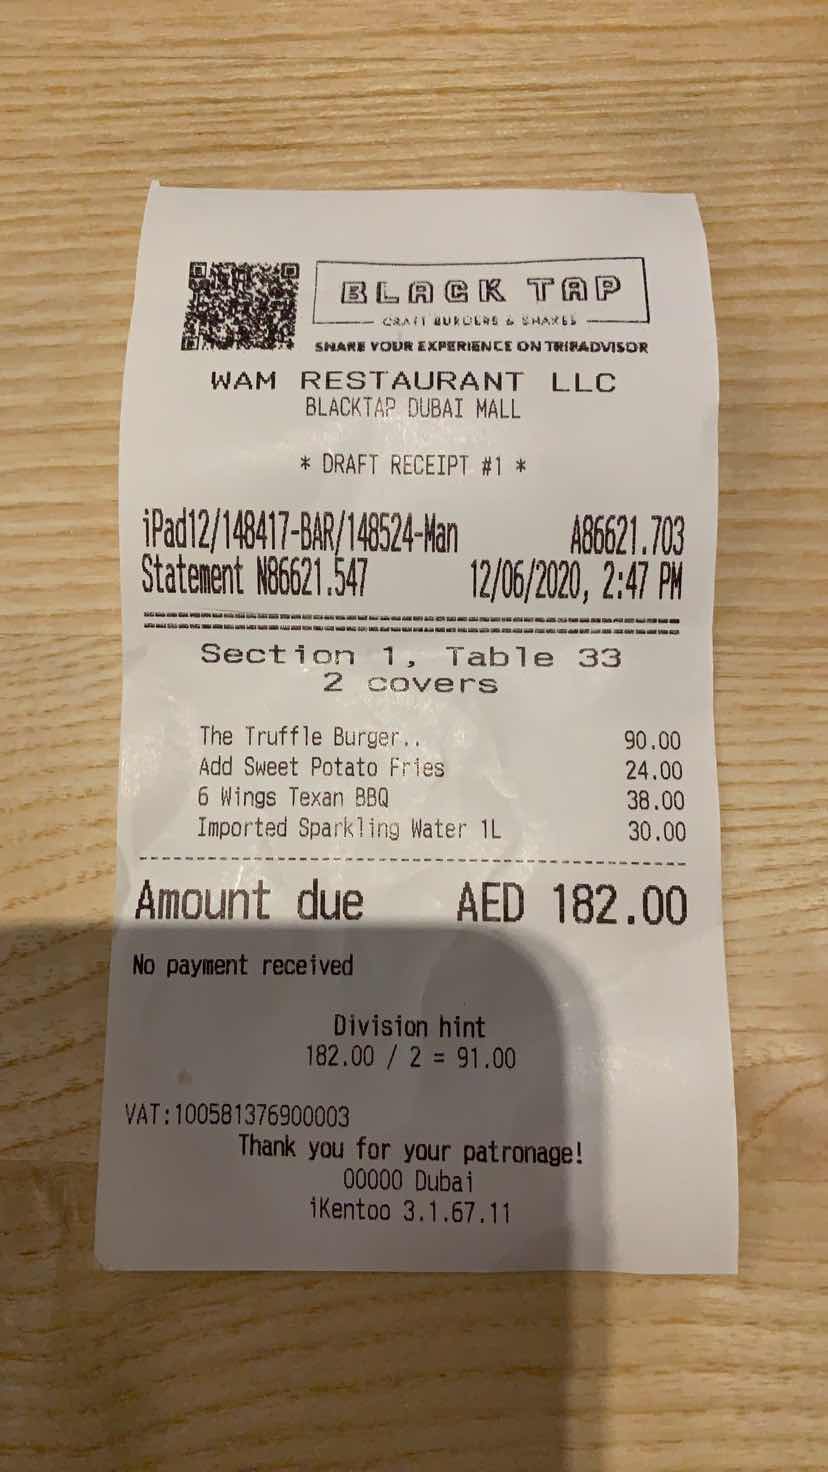 BLACK TAP
CRAFT BURGERS & SHAKES
SHARE YOUR EXPERIENCE ON TRIPADVISOR
WAM RESTAURANT LLC
BLACKTAP DUBAI MALL
* DRAFT RECEIPT #1 *
iPad12/148417-BAR/148524-Man A86621.703
Statement N86621.547 12/06/2020, 2:47 PM
Section 1, Table 33
2 covers
The Truffle Burger.. 90.00
Add Sweet Potato Fries 24.00
6 Wings Texan BBQ 38.00
Imported Sparkling Water 1L 30.00
Amount due AED 182.00
No payment received
Division hint
182.00 / 2 = 91.00
VAT:100581376900003
Thank you for your patronage!
00000 Dubai
iKentoo 3.1.67.11